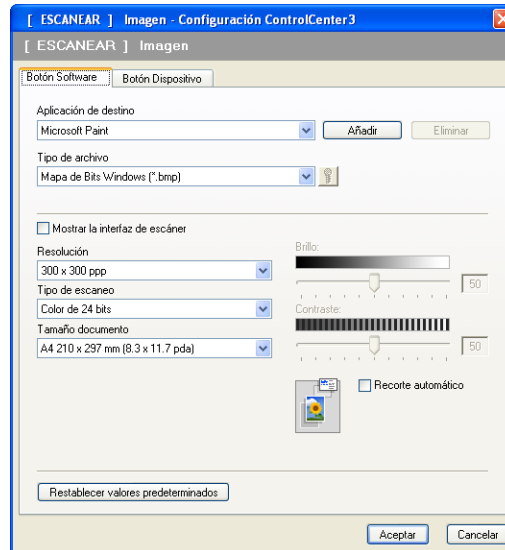 [ ESCANEAR ] Imagen - Configuración ControlCenter3
[ ESCANEAR ] Imagen
Botón Software Botón Dispositivo
Aplicación de destino
Microsoft Paint Añadir Eliminar
Tipo de archivo
Mapa de Bits Windows (*.bmp)
Mostrar la interfaz de escáner
Resolución
300 x 300 ppp
Tipo de escaneo
Color de 24 bits
Tamaño documento
A4 210 x 297 mm (8.3 x 11.7 pda)
Brillo:
50
Contraste:
50
Recorte automático
Restablecer valores predeterminados
Aceptar Cancelar